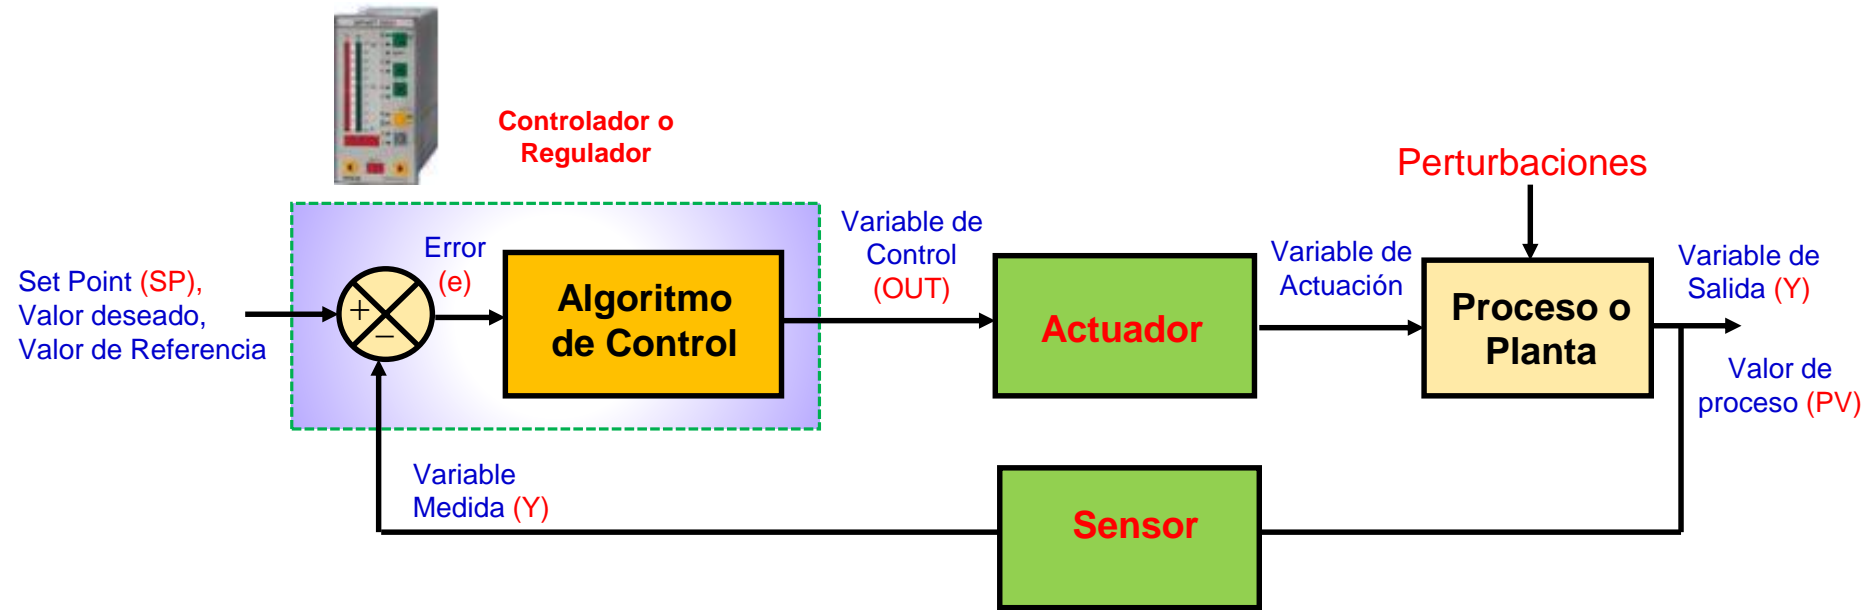 Controlador o
Regulador
Perturbaciones
Set Point (SP),
Valor deseado,
Valor de Referencia
+
−
Error
(e)
Algoritmo
de Control
Variable de
Control
(OUT)
Actuador
Variable de
Actuación
Proceso o
Planta
Variable de
Salida (Y)
Valor de
proceso (PV)
Variable
Medida (Y)
Sensor